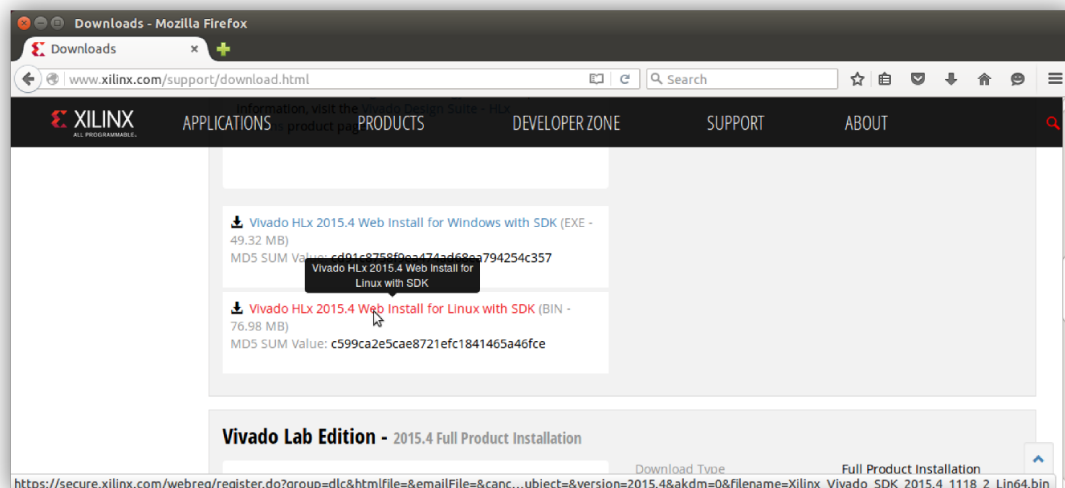 Downloads - Mozilla Firefox
Downloads
www.xilinx.com/support/download.html
Search
information, visit the Vivado Design Suite - HLx
product page
XILINX
ALL PROGRAMMABLE.
APPLICATIONS
PRODUCTS
DEVELOPER ZONE
SUPPORT
ABOUT
Vivado HLx 2015.4 Web Install for Windows with SDK (EXE -
49.32 MB)
MD5 SUM Value:
Vivado HLx 2015.4 Web Install for
Linux with SDK
Vivado HLx 2015.4 Web Install for Linux with SDK (BIN -
76.98 MB)
MD5 SUM Value: c599ca2e5cae8721efc1841465a46fce
Vivado Lab Edition - 2015.4 Full Product Installation
Download Type
Full Product Installation
https://secure.xilinx.com/webreg/register.do?group=dlc&htmlfile=&emailFile=&canc...ubject=&version=2015.4&akdm=0&filename=Xilinx_Vivado_SDK_2015.4_1118_2_Lin64.bin